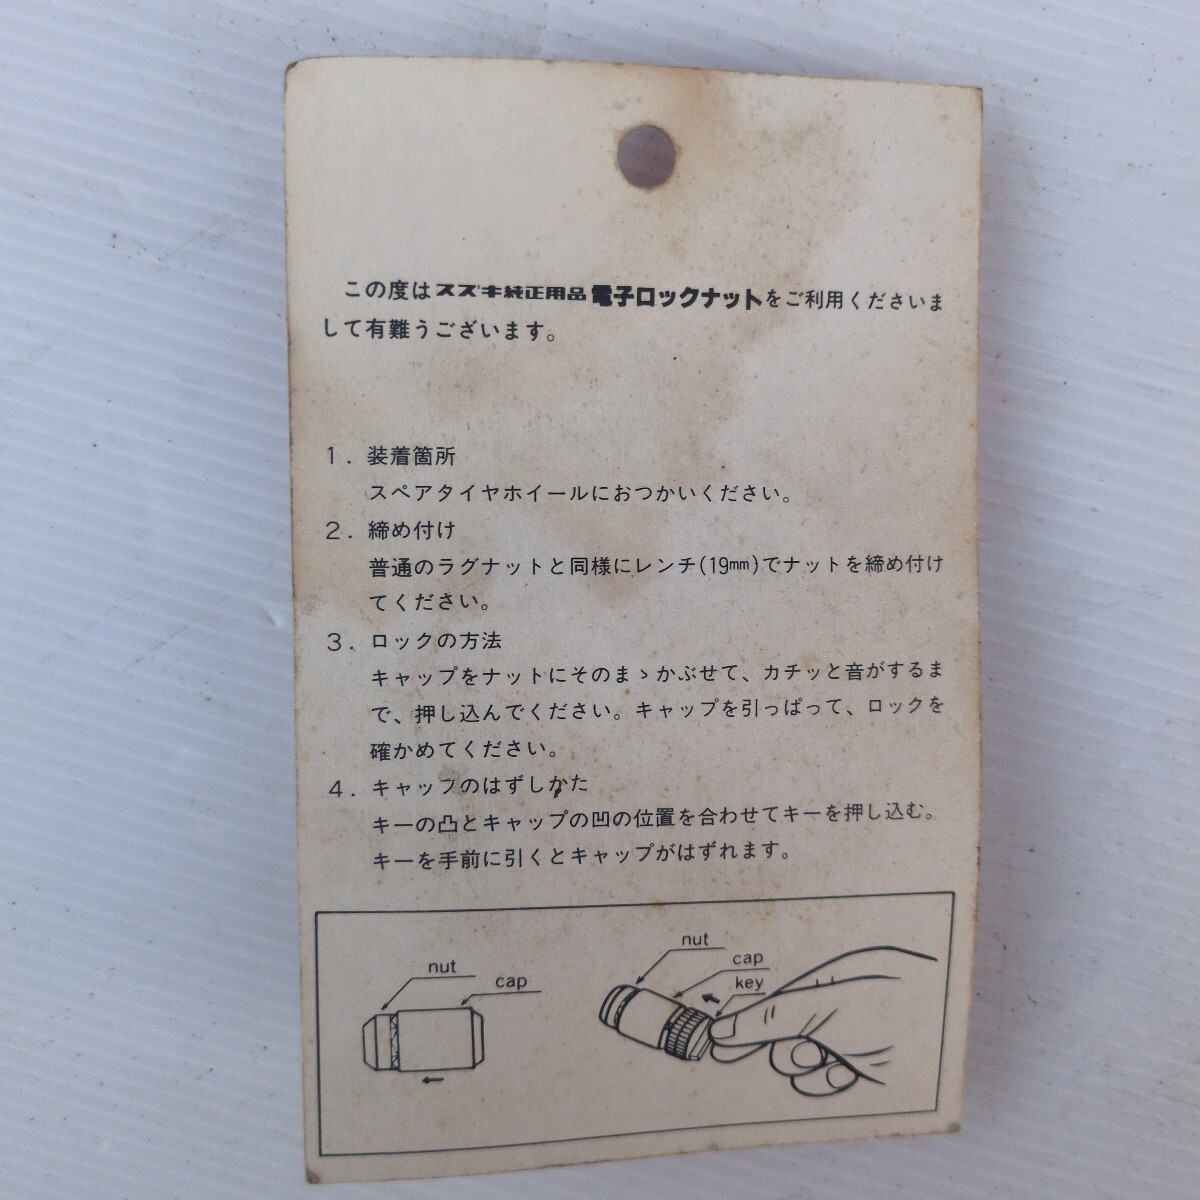 この度はスズキ純正用品 電子ロックナットをご利用くださいま
して有難うございます。
1. 装着箇所
スペアタイヤホイールにおつかいください。
2. 締め付け
普通のラグナットと同様にレンチ(19mm)でナットを締め付け
てください。
3. ロックの方法
キャップをナットにそのまゝかぶせて、カチッと音がするま
で、押し込んでください。キャップを引っぱって、ロックを
確かめてください。
4. キャップのはずしかた
キーの凸とキャップの凹の位置を合わせてキーを押し込む。
キーを手前に引くとキャップがはずれます。
nut
cap
nut
cap
key